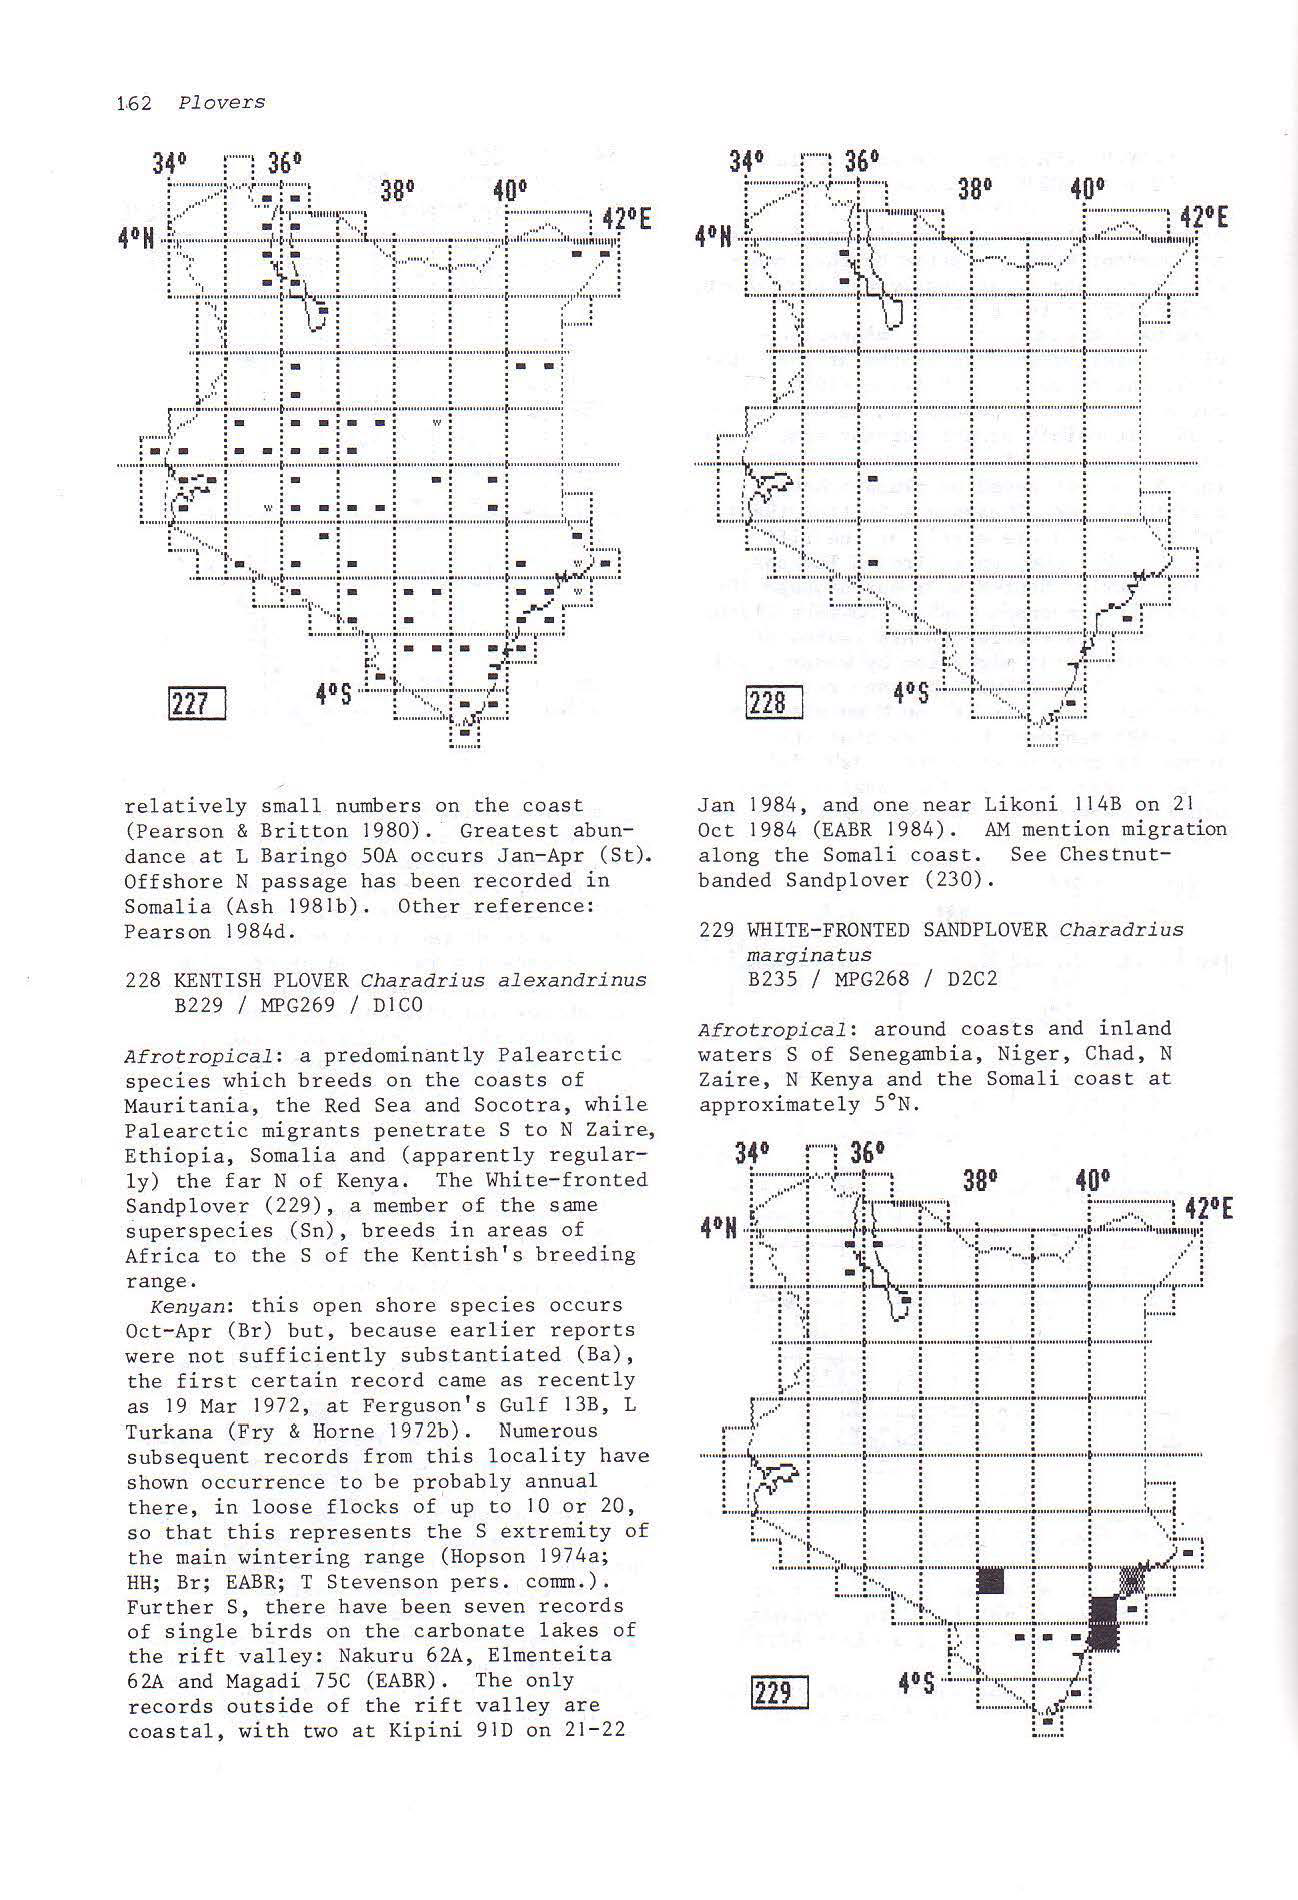 162 Plovers
34° 36°
38° 40°
42°E
4°N
w
w
w
w
4°S
227
34° 36°
38° 40°
42°E
4°N
4°S
228
relatively small numbers on the coast
(Pearson & Britton 1980). Greatest abun-
dance at L Baringo 50A occurs Jan-Apr (St).
Offshore N passage has been recorded in
Somalia (Ash 1981b). Other reference:
Pearson 1984d.
228 KENTISH PLOVER Charadrius alexandrinus
B229 / MPG269 / D1C0
Afrotropical: a predominantly Palearctic
species which breeds on the coasts of
Mauritania, the Red Sea and Socotra, while
Palearctic migrants penetrate S to N Zaire,
Ethiopia, Somalia and (apparently regular-
ly) the far N of Kenya. The White-fronted
Sandplover (229), a member of the same
superspecies (Sn), breeds in areas of
Africa to the S of the Kentish's breeding
range.
Kenyan: this open shore species occurs
Oct-Apr (Br) but, because earlier reports
were not sufficiently substantiated (Ba),
the first certain record came as recently
as 19 Mar 1972, at Ferguson's Gulf 13B, L
Turkana (Fry & Horne 1972b). Numerous
subsequent records from this locality have
shown occurrence to be probably annual
there, in loose flocks of up to 10 or 20,
so that this represents the S extremity of
the main wintering range (Hopson 1974a;
HH; Br; EABR; T Stevenson pers. comm.).
Further S, there have been seven records
of single birds on the carbonate lakes of
the rift valley: Nakuru 62A, Elmenteita
62A and Magadi 75C (EABR). The only
records outside of the rift valley are
coastal, with two at Kipini 91D on 21-22
Jan 1984, and one near Likoni 114B on 21
Oct 1984 (EABR 1984). AM mention migration
along the Somali coast. See Chestnut-
banded Sandplover (230).
229 WHITE-FRONTED SANDPLOVER Charadrius
marginatus
B235 / MPG268 / D2C2
Afrotropical: around coasts and inland
waters S of Senegambia, Niger, Chad, N
Zaire, N Kenya and the Somali coast at
approximately 5°N.
34° 36°
38° 40°
42°E
4°N
4°S
229